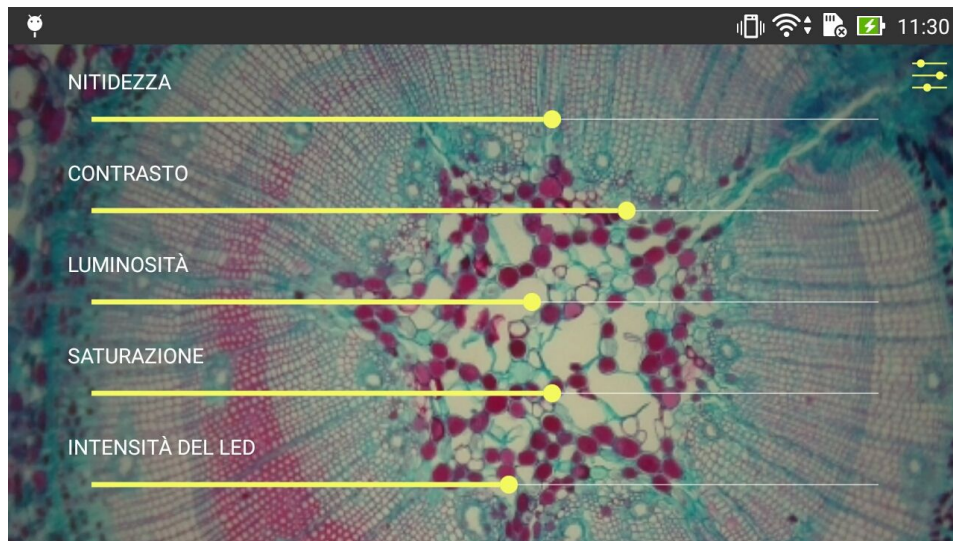 11:30
NITIDEZZA
CONTRASTO
LUMINOSITÀ
SATURAZIONE
INTENSITÀ DEL LED